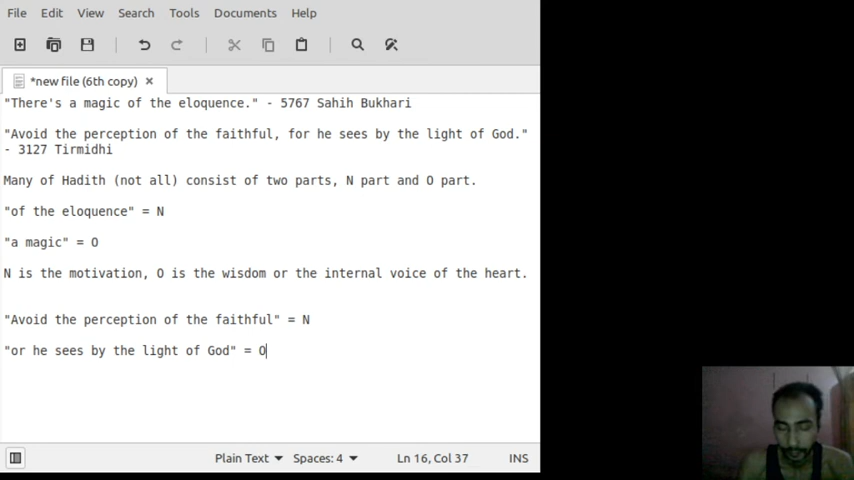 File Edit View Search Tools Documents Help
*new file (6th copy) ×
"There's a magic of the eloquence." - 5767 Sahih Bukhari
"Avoid the perception of the faithful, for he sees by the light of God."
- 3127 Tirmidhi
Many of Hadith (not all) consist of two parts, N part and O part.
"of the eloquence" = N
"a magic" = O
N is the motivation, O is the wisdom or the internal voice of the heart.
"Avoid the perception of the faithful" = N
"or he sees by the light of God" = O
Plain Text Spaces: 4 Ln 16, Col 37 INS